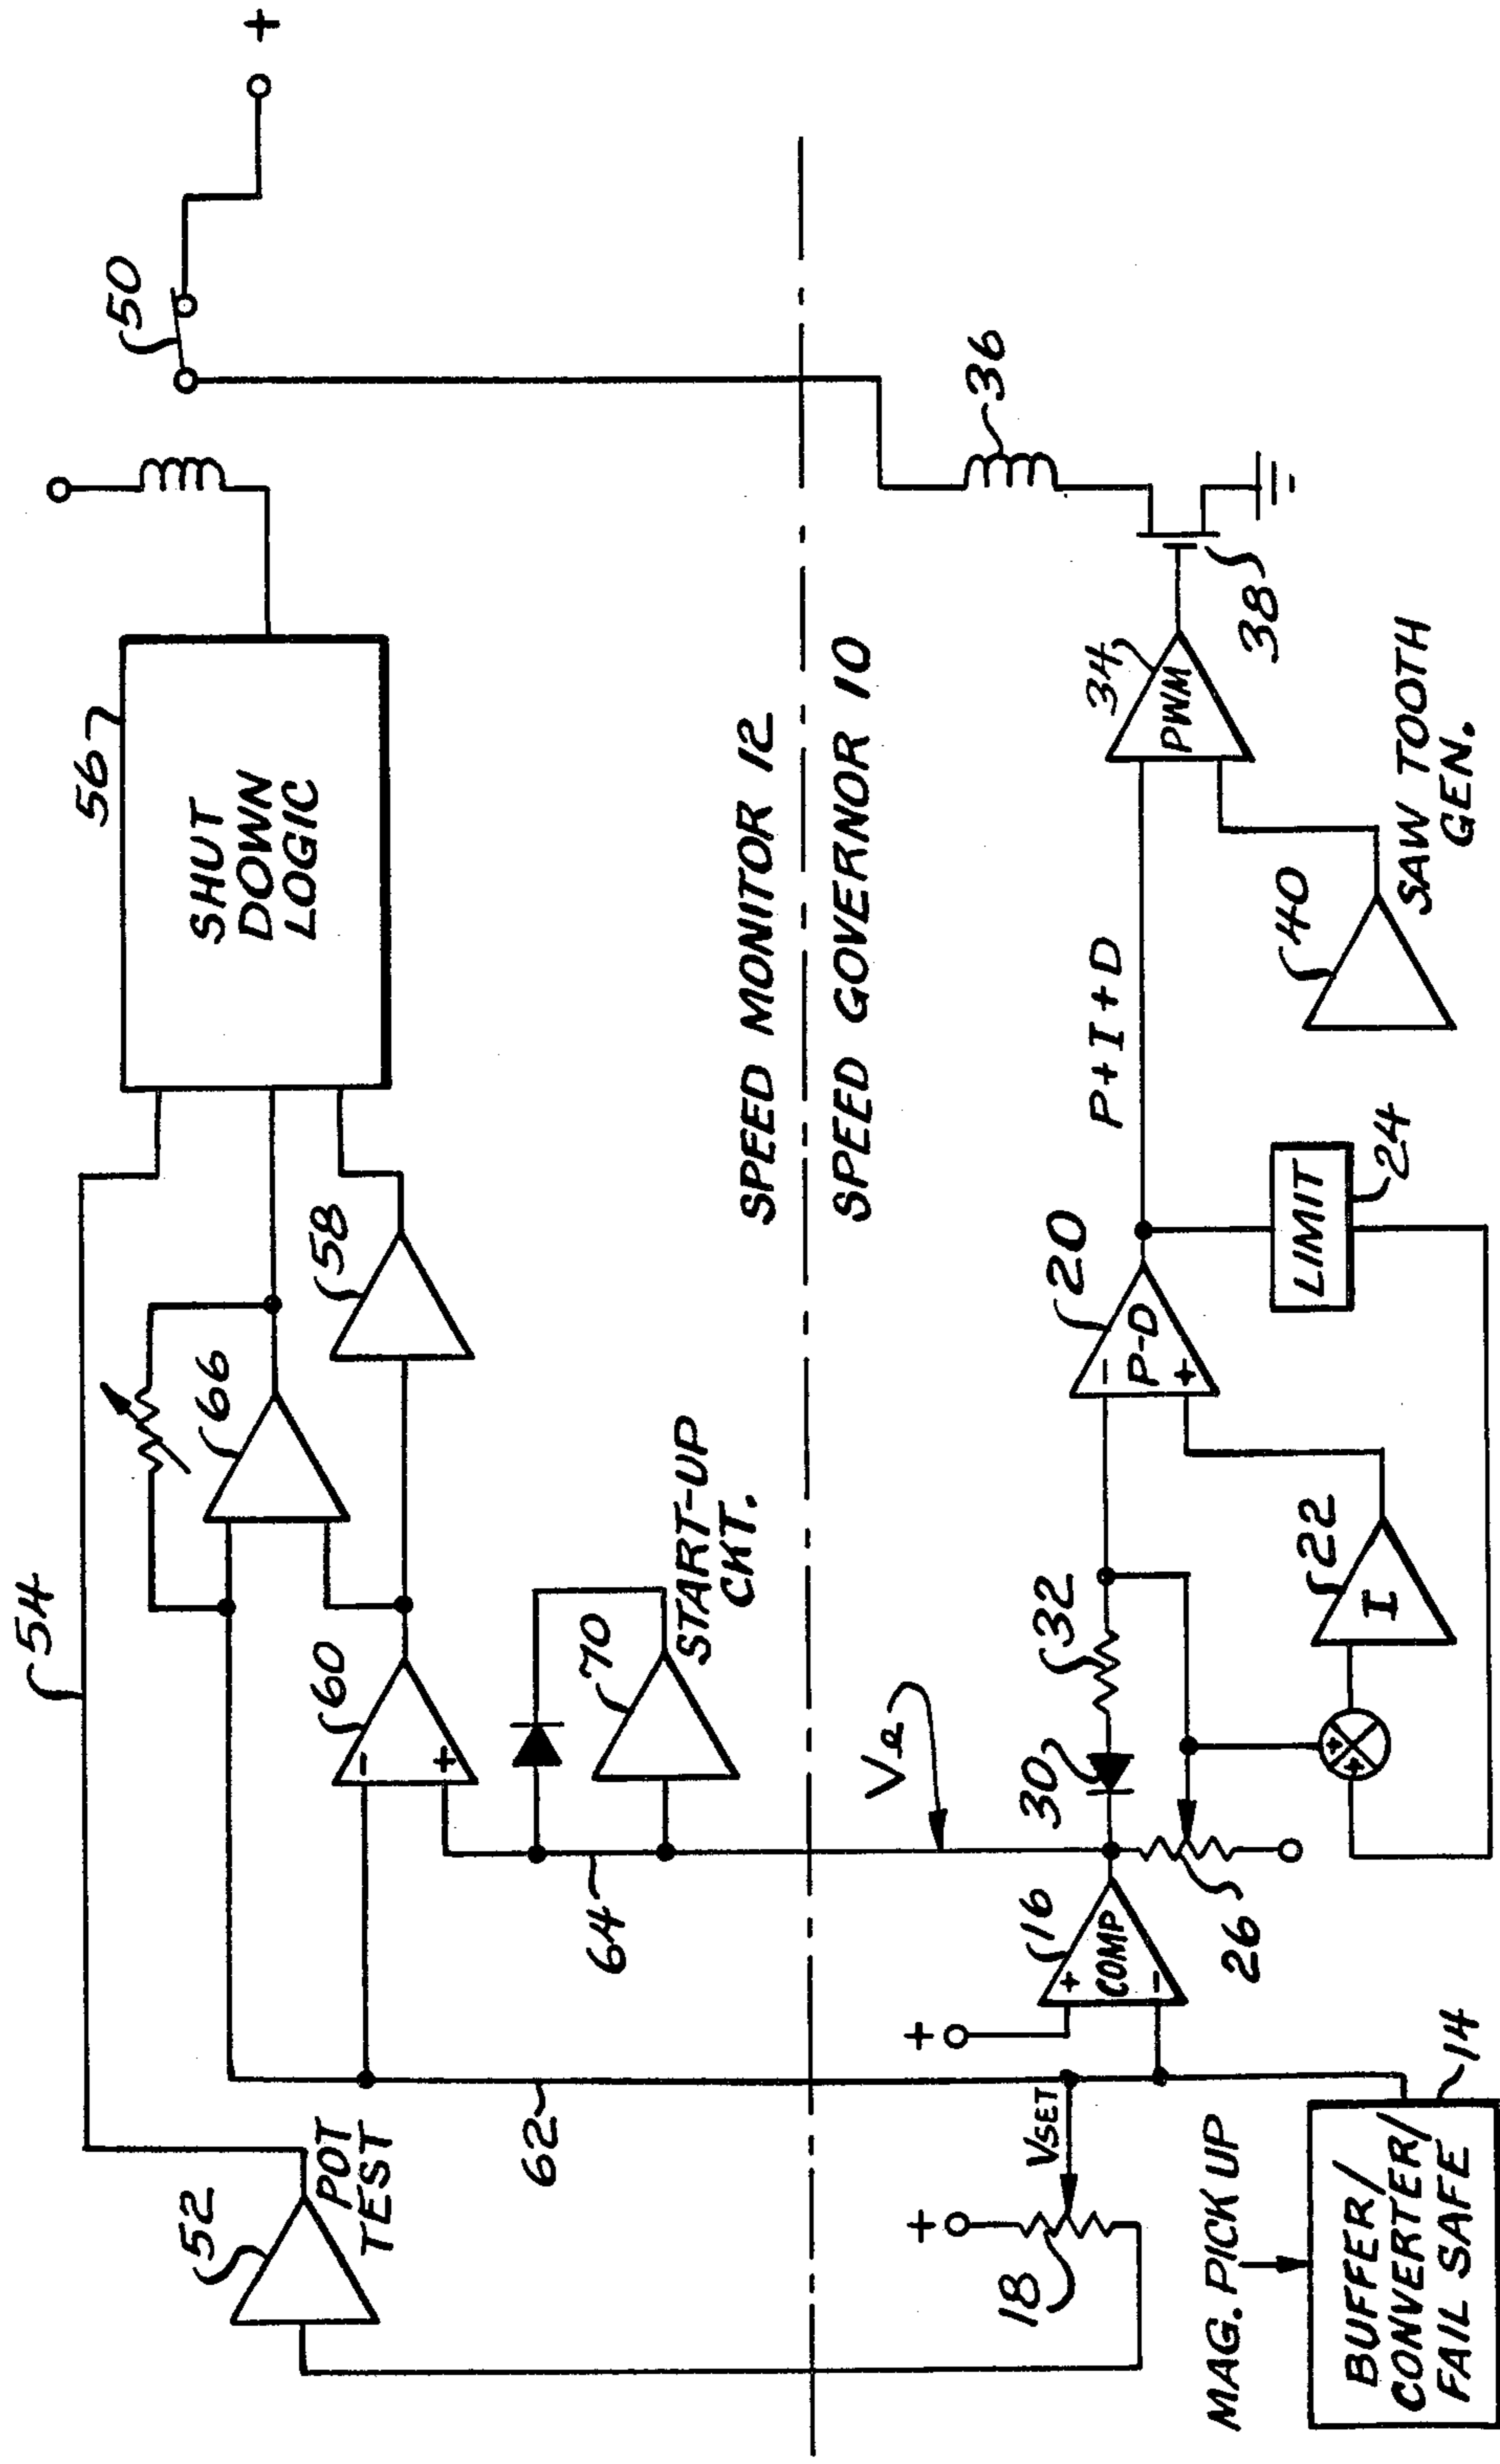 54
56
SHUT
DOWN
LOGIC
50
+
52
POT
TEST
66
60
-
+
58
62
64
70
START-UP
CKT.
SPEED MONITOR 12
SPEED GOVERNOR 10
+
18
VSET
+
16
+
COMP
-
Ve
30
32
26
20
-
P-D
+
P+I+D
34
PWM
36
38
MAG. PICK UP
BUFFER/
CONVERTER/
FAIL SAFE
14
+
+
22
I
LIMIT
24
40
SAW TOOTH
GEN.